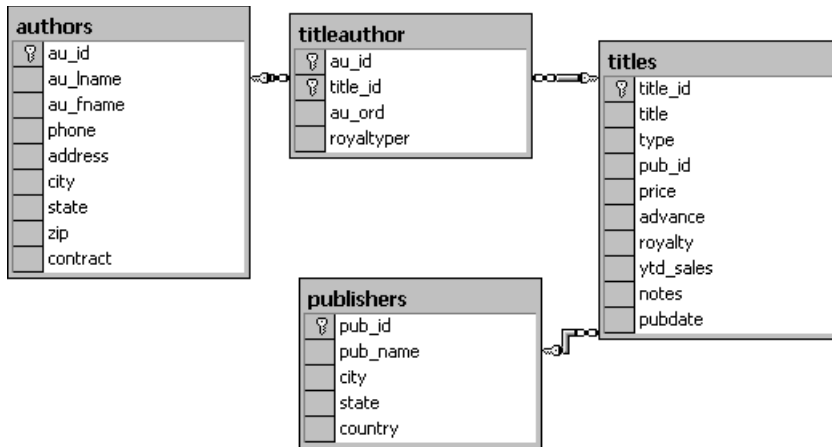 authors
au_id
au_lname
au_fname
phone
address
city
state
zip
contract
titleauthor
au_id
title_id
au_ord
royaltyper
titles
title_id
title
type
pub_id
price
advance
royalty
ytd_sales
notes
pubdate
publishers
pub_id
pub_name
city
state
country